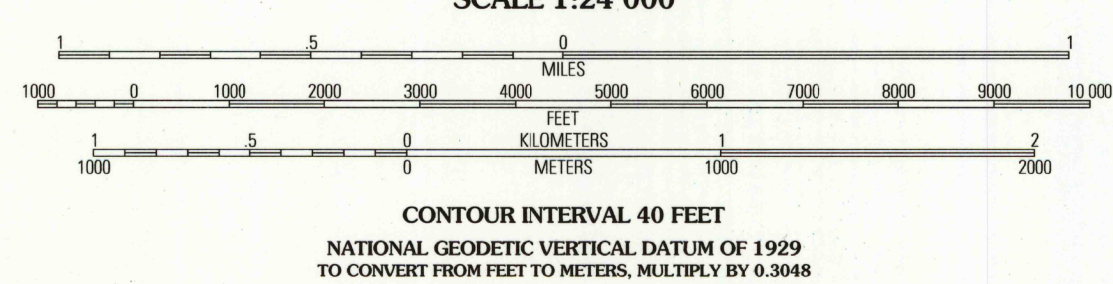 SCALE 1:24 000
1 .5 0 1
MILES
1000 0 1000 2000 3000 4000 5000 6000 7000 8000 9000 10 000
FEET
1 .5 0 KILOMETERS 1 2
1000 0 METERS 1000 2000
CONTOUR INTERVAL 40 FEET
NATIONAL GEODETIC VERTICAL DATUM OF 1929
TO CONVERT FROM FEET TO METERS, MULTIPLY BY 0.3048